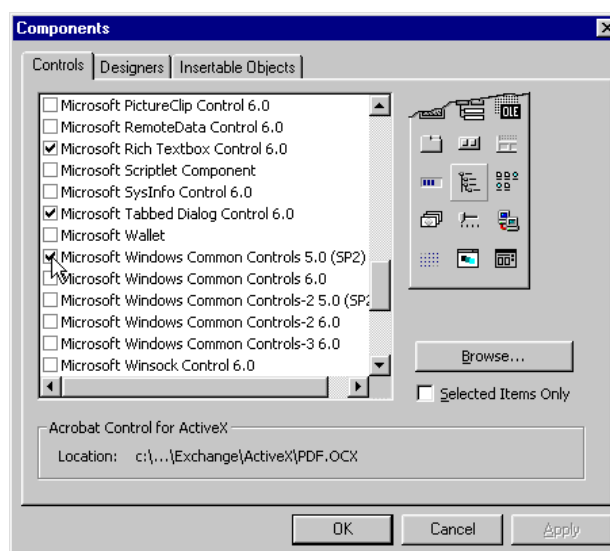 Components
Controls Designers Insertable Objects
Microsoft PictureClip Control 6.0
Microsoft RemoteData Control 6.0
Microsoft Rich Textbox Control 6.0
Microsoft Scriptlet Component
Microsoft SysInfo Control 6.0
Microsoft Tabbed Dialog Control 6.0
Microsoft Wallet
Microsoft Windows Common Controls 5.0 (SP2)
Microsoft Windows Common Controls 6.0
Microsoft Windows Common Controls-2 5.0 (SP2
Microsoft Windows Common Controls-2 6.0
Microsoft Windows Common Controls-3 6.0
Microsoft Winsock Control 6.0
OLE
Browse...
Selected Items Only
Acrobat Control for ActiveX
Location: c:\...\Exchange\ActiveX\PDF.OCX
OK Cancel Apply